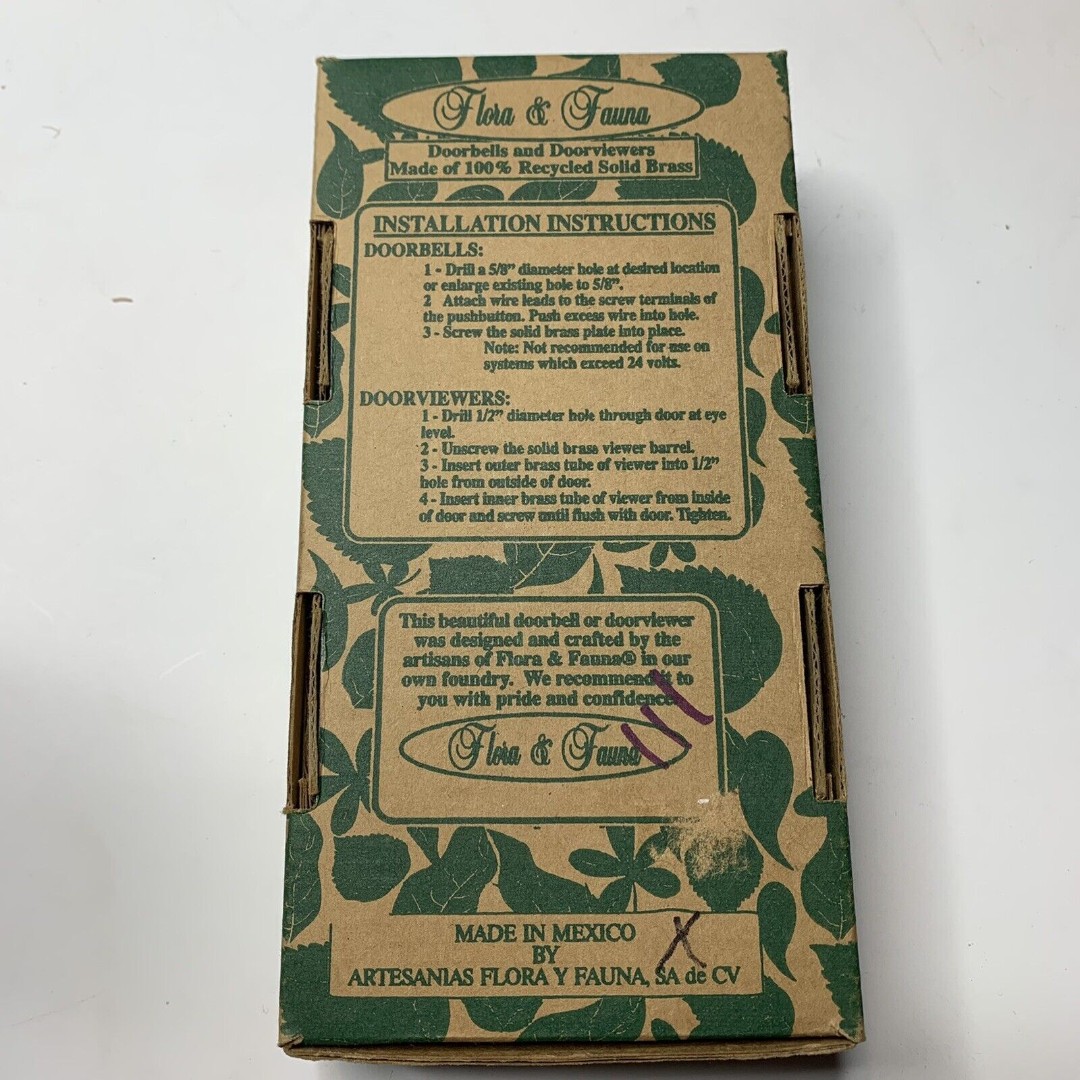 Flora & Fauna
Doorbells and Doorviewers
Made of 100% Recycled Solid Brass
INSTALLATION INSTRUCTIONS
DOORBELLS:
1 - Drill a 5/8" diameter hole at desired location
or enlarge existing hole to 5/8".
2 Attach wire leads to the screw terminals of
the pushbutton. Push excess wire into hole.
3 - Screw the solid brass plate into place.
Note: Not recommended for use on
systems which exceed 24 volts.
DOORVIEWERS:
1 - Drill 1/2" diameter hole through door at eye
level.
2 - Unscrew the solid brass viewer barrel.
3 - Insert outer brass tube of viewer into 1/2"
hole from outside of door.
4 - Insert inner brass tube of viewer from inside
of door and screw until flush with door. Tighten.
This beautiful doorbell or doorviewer
was designed and crafted by the
artisans of Flora & Fauna® in our
own foundry. We recommend it to
you with pride and confidence.
Flora & Fauna
MADE IN MEXICO
X
BY
ARTESANIAS FLORA Y FAUNA, SA de CV